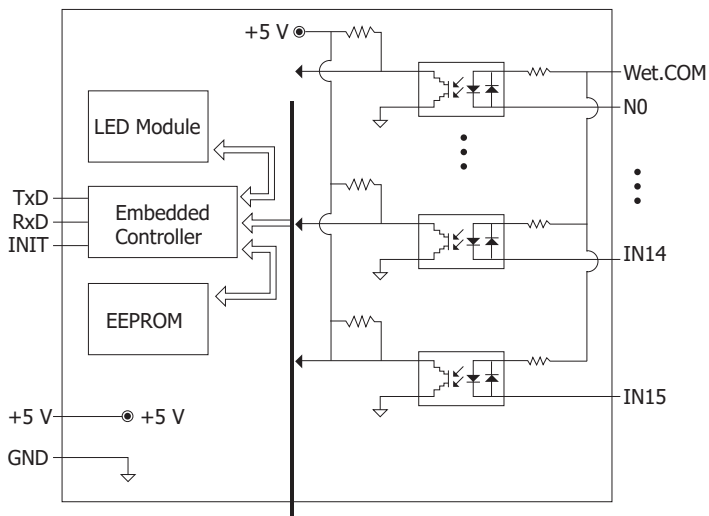 +5 V
Wet.COM
N0
LED Module
TxD
RxD
INIT
Embedded
Controller
IN14
EEPROM
IN15
+5 V
+5 V
GND